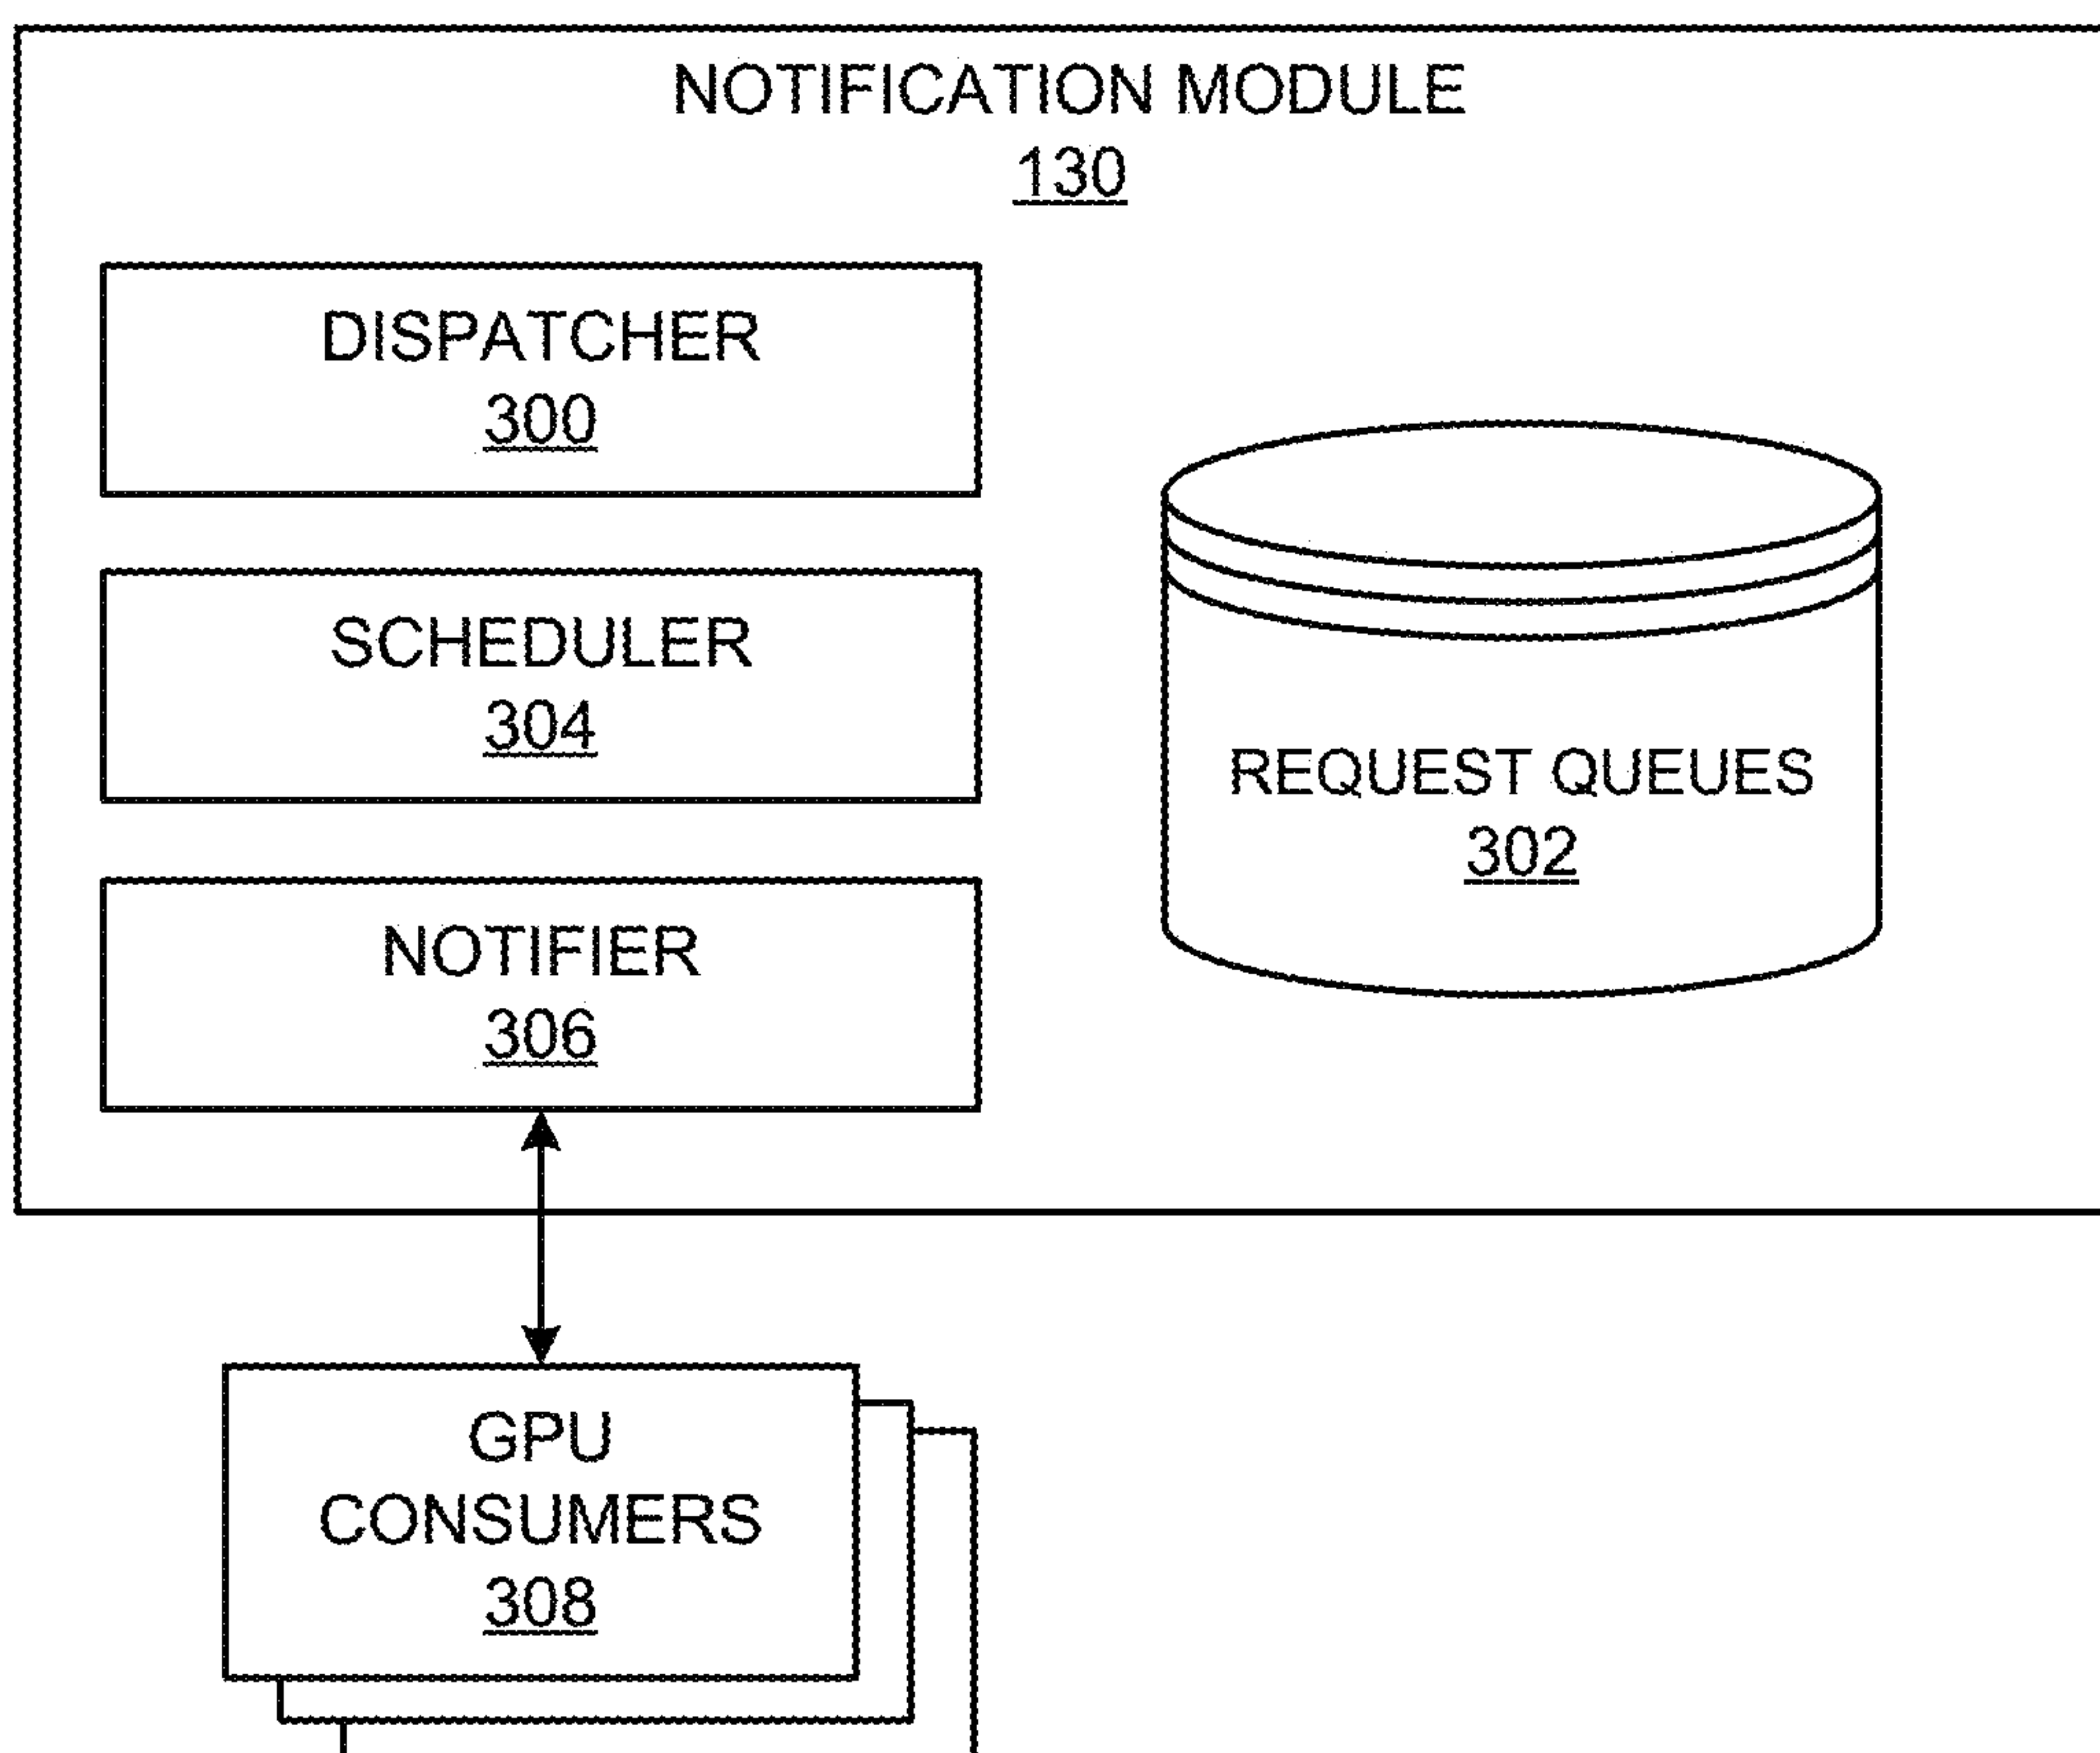 NOTIFICATION MODULE
130
DISPATCHER
300
SCHEDULER
304
NOTIFIER
306
REQUEST QUEUES
302
GPU
CONSUMERS
308